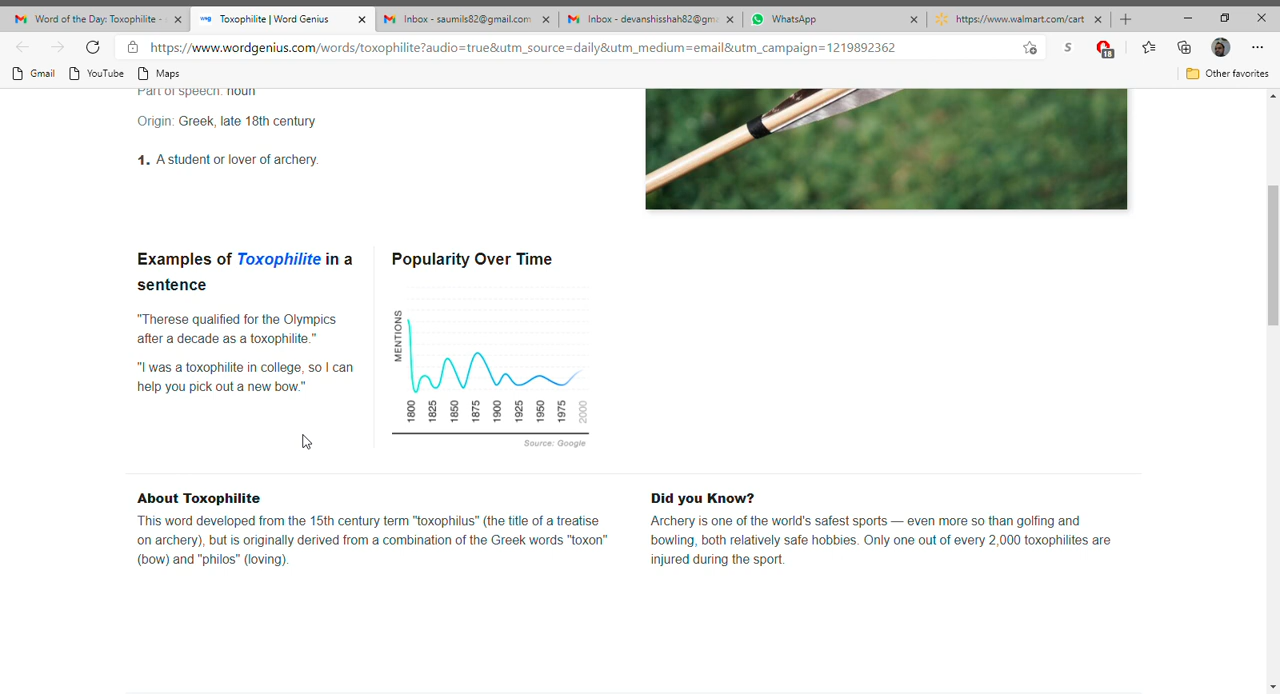 Word of the Day: Toxophilite -
Toxophilite | Word Genius
Inbox - saumils82@gmail.com
Inbox - devanshisshah82@gma
WhatsApp
https://www.walmart.com/cart
https://www.wordgenius.com/words/toxophilite?audio=true&utm_source=daily&utm_medium=email&utm_campaign=1219892362
S
18
Gmail
YouTube
Maps
Other favorites
Part of speech: noun
Origin: Greek, late 18th century
1. A student or lover of archery.
Examples of Toxophilite in a
sentence
"Therese qualified for the Olympics
after a decade as a toxophilite."
"I was a toxophilite in college, so I can
help you pick out a new bow."
Popularity Over Time
MENTIONS
1800
1825
1850
1875
1900
1925
1950
1975
2000
Source: Google
About Toxophilite
This word developed from the 15th century term "toxophilus" (the title of a treatise
on archery), but is originally derived from a combination of the Greek words "toxon"
(bow) and "philos" (loving).
Did you Know?
Archery is one of the world's safest sports — even more so than golfing and
bowling, both relatively safe hobbies. Only one out of every 2,000 toxophilites are
injured during the sport.